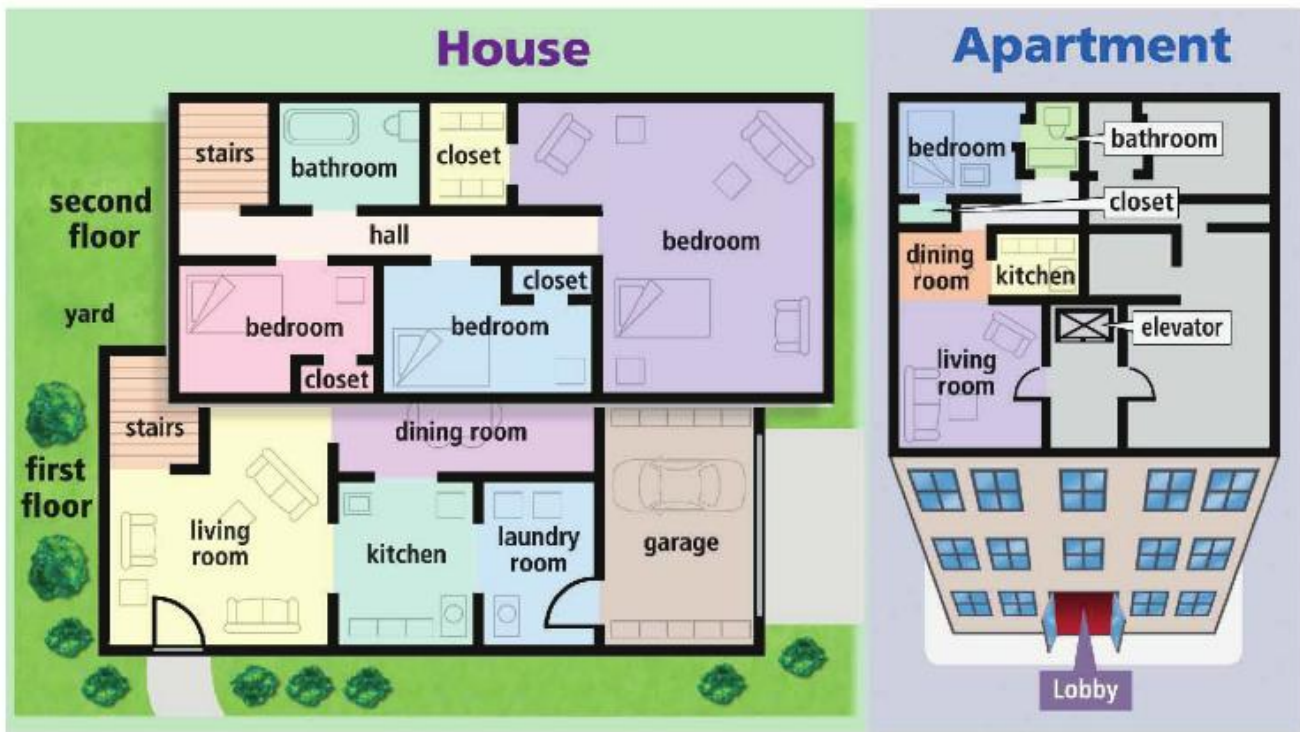 House
stairs
bathroom
closet
second
floor
hall
bedroom
closet
yard
bedroom
bedroom
closet
stairs
dining room
first
floor
living
room
kitchen
laundry
room
garage
Apartment
bedroom
bathroom
closet
dining
room
kitchen
elevator
living
room
Lobby